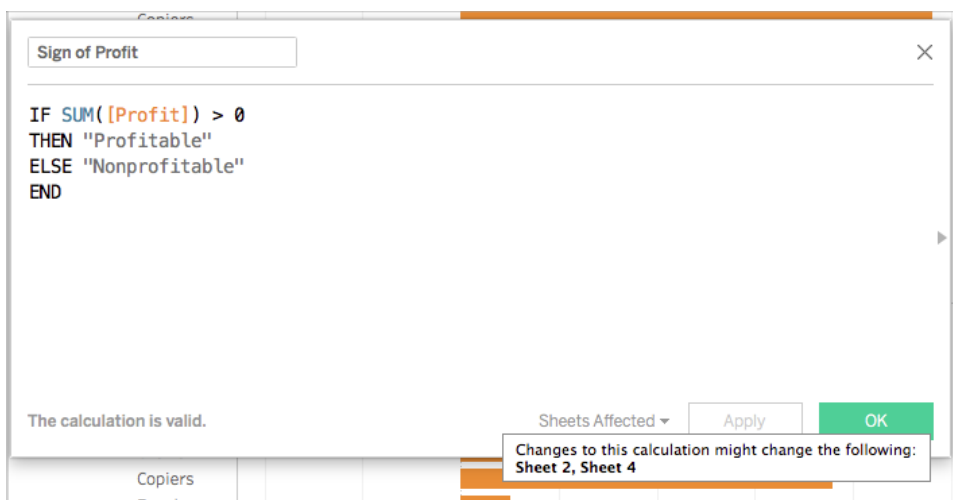 Copiers
Sign of Profit
IF SUM([Profit]) > 0
THEN "Profitable"
ELSE "Nonprofitable"
END
The calculation is valid.
Sheets Affected
Apply
OK
Changes to this calculation might change the following:
Sheet 2, Sheet 4
Copiers